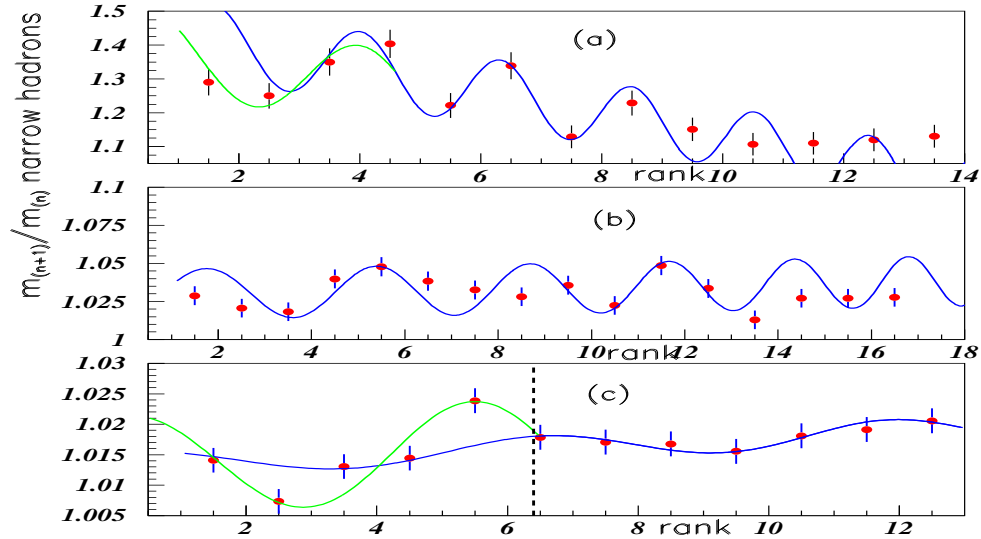 m(n+1)/m(n) narrow hadrons
1.5
1.4
1.3
1.2
1.1
(a)
2 4 6 8 rank 10 12 14
1.1
1.075
1.05
1.025
1
(b)
2 4 6 8 10 rank 12 14 16 18
1.03
1.025
1.02
1.015
1.01
1.005
(c)
2 4 6 8 rank 10 12